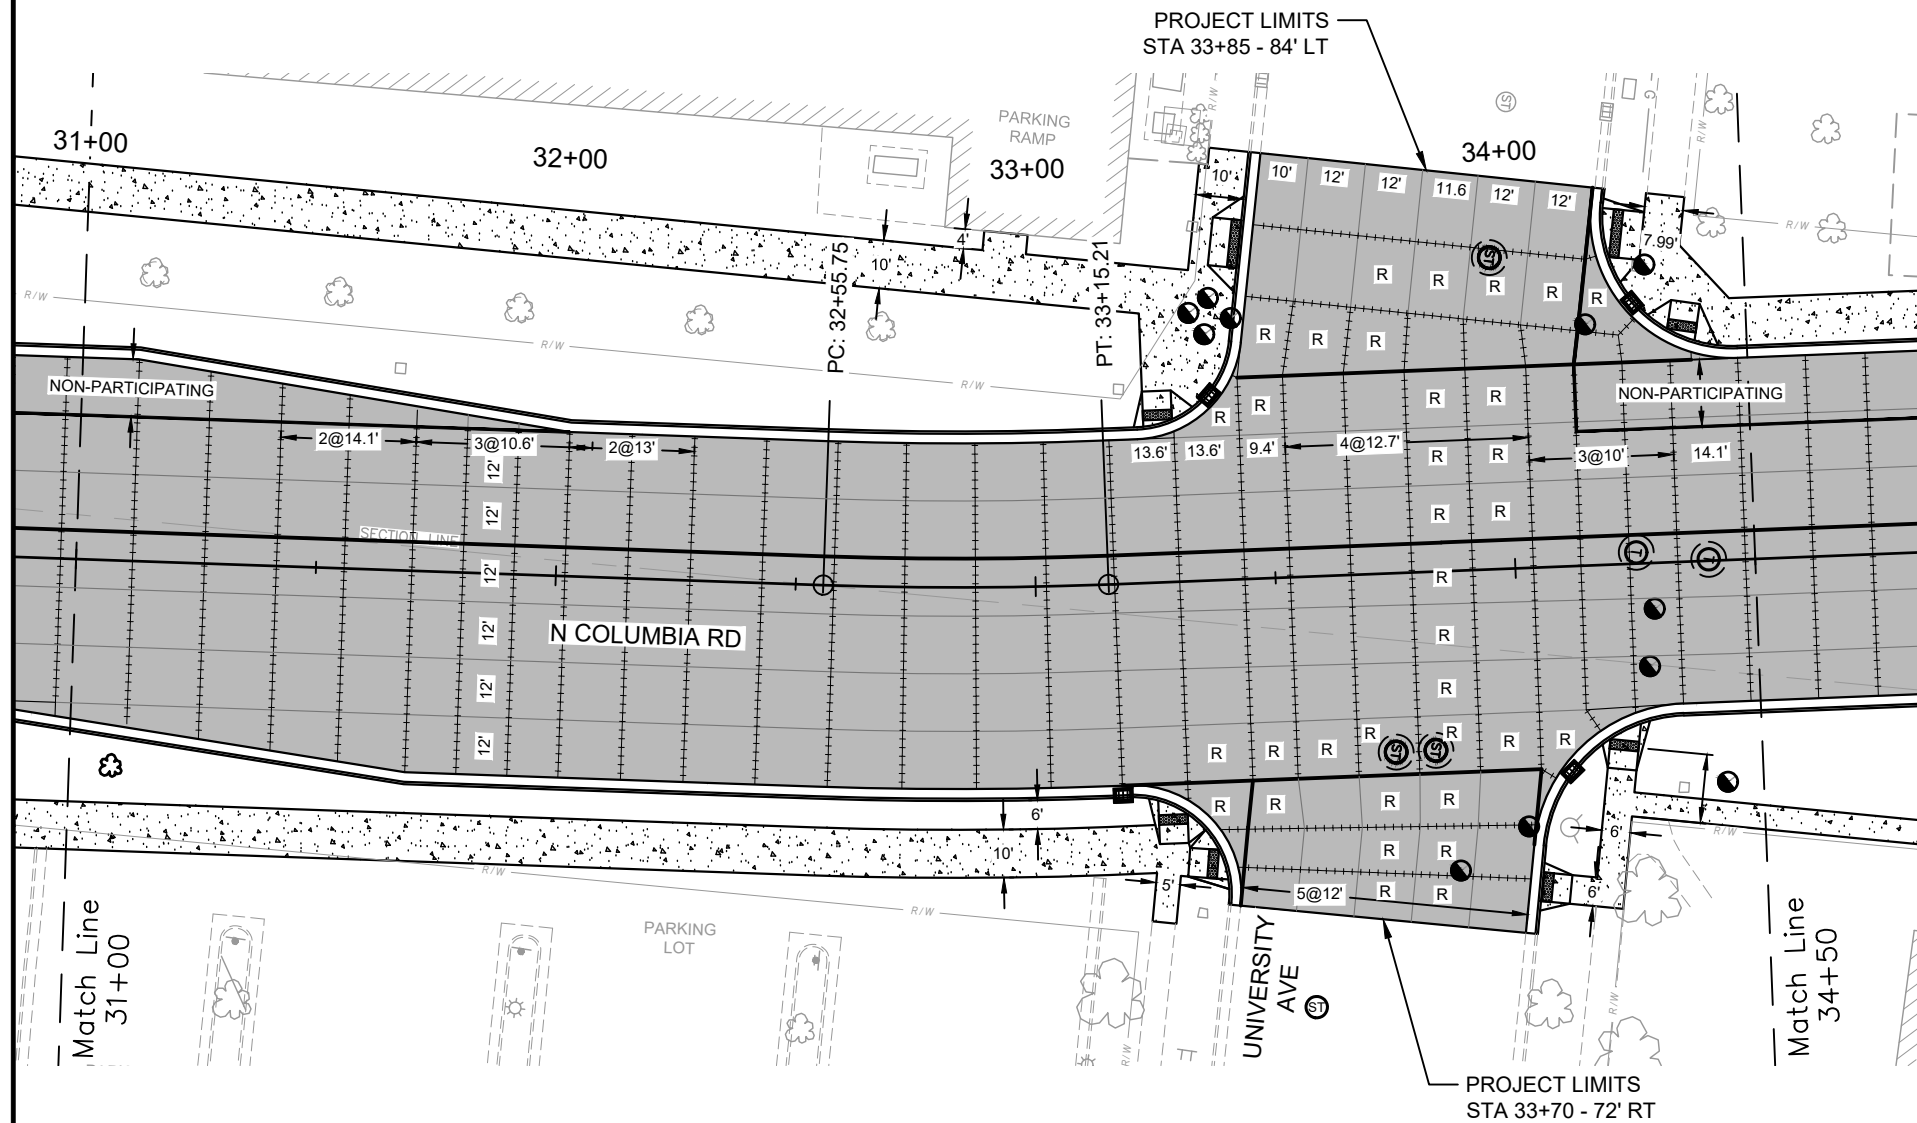 PROJECT LIMITS
STA 33+85 - 84' LT
31+00
32+00
PARKING
RAMP
33+00
34+00
R/W
G
R/W
ST
10'
10'
12'
12'
11.6
12'
12'
R/W
7.99'
4'
10'
PC: 32+55.75
PT: 33+15.21
ST
R
R
R
R
R
R/W
R/W
R/W
R
R
R
NON-PARTICIPATING
NON-PARTICIPATING
R
R
R
R
2@14.1'
3@10.6'
2@13'
13.6'
13.6'
9.4'
4@12.7'
R
R
3@10'
14.1'
12'
12'
R
R
SECTION LINE
12'
T
T
R
N COLUMBIA RD
12'
R
12'
R
12'
R
R
R
R
ST
ST
R
R
R
6'
R
R
R
R
10'
R
R
6'
R/W
R/W
5'
5@12'
R
R
R
6'
R/W
PARKING
LOT
Match Line
31+00
UNIVERSITY
AVE
ST
R/W
R/W
Match Line
34+50
PROJECT LIMITS
STA 33+70 - 72' RT